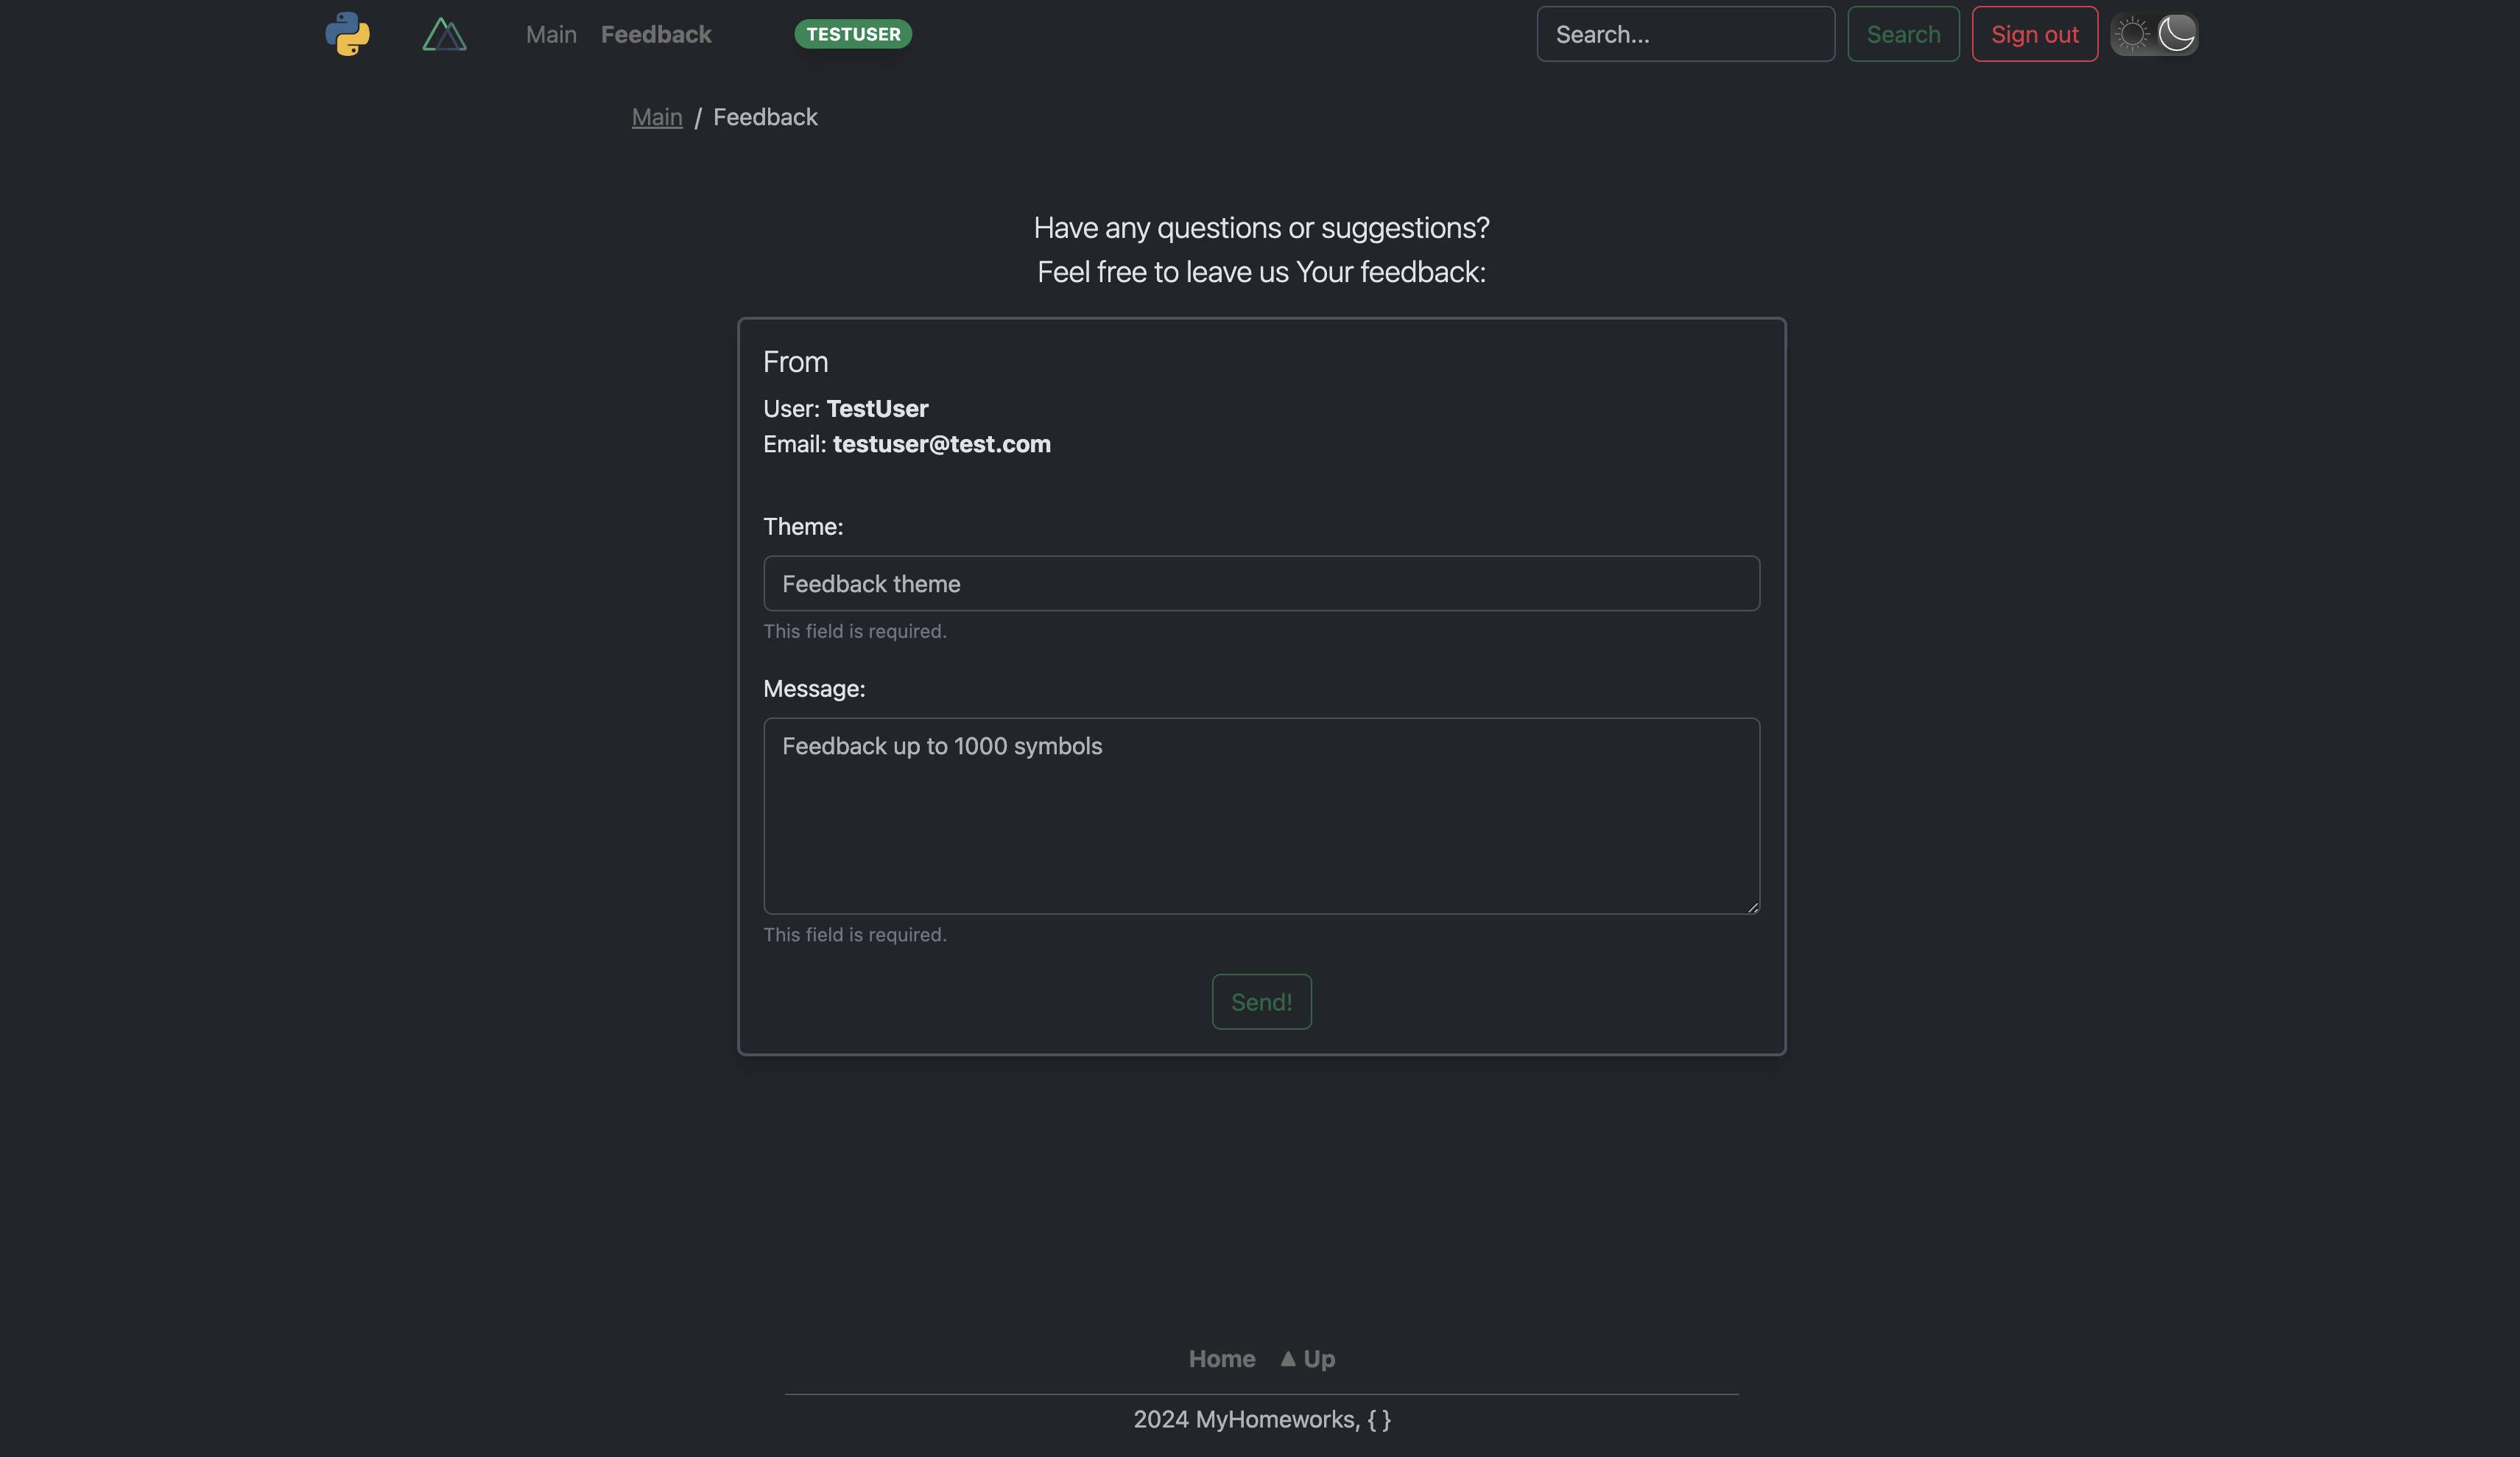 Main Feedback TESTUSER Search... Search Sign out
Main / Feedback
Have any questions or suggestions?
Feel free to leave us Your feedback:
From
User: TestUser
Email: testuser@test.com
Theme:
Feedback theme
This field is required.
Message:
Feedback up to 1000 symbols
This field is required.
Send!
Home ▲ Up
2024 MyHomeworks, { }